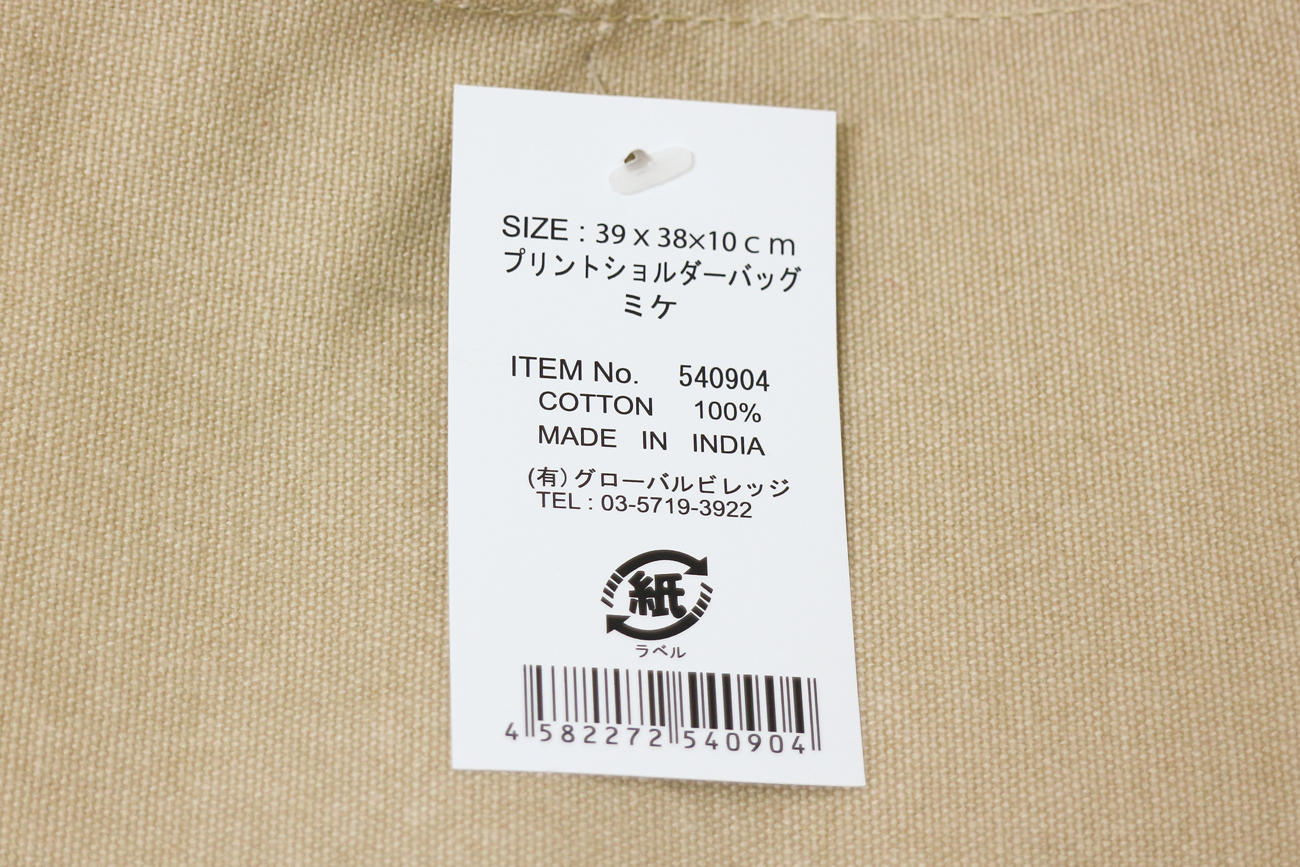 SIZE : 39 x 38×10ｃｍ
プリントショルダーバッグ
ミケ
ITEM No. 540904
COTTON 100%
MADE IN INDIA
(有)グローバルビレッジ
TEL : 03-5719-3922
紙
ラベル
4 582272 540904